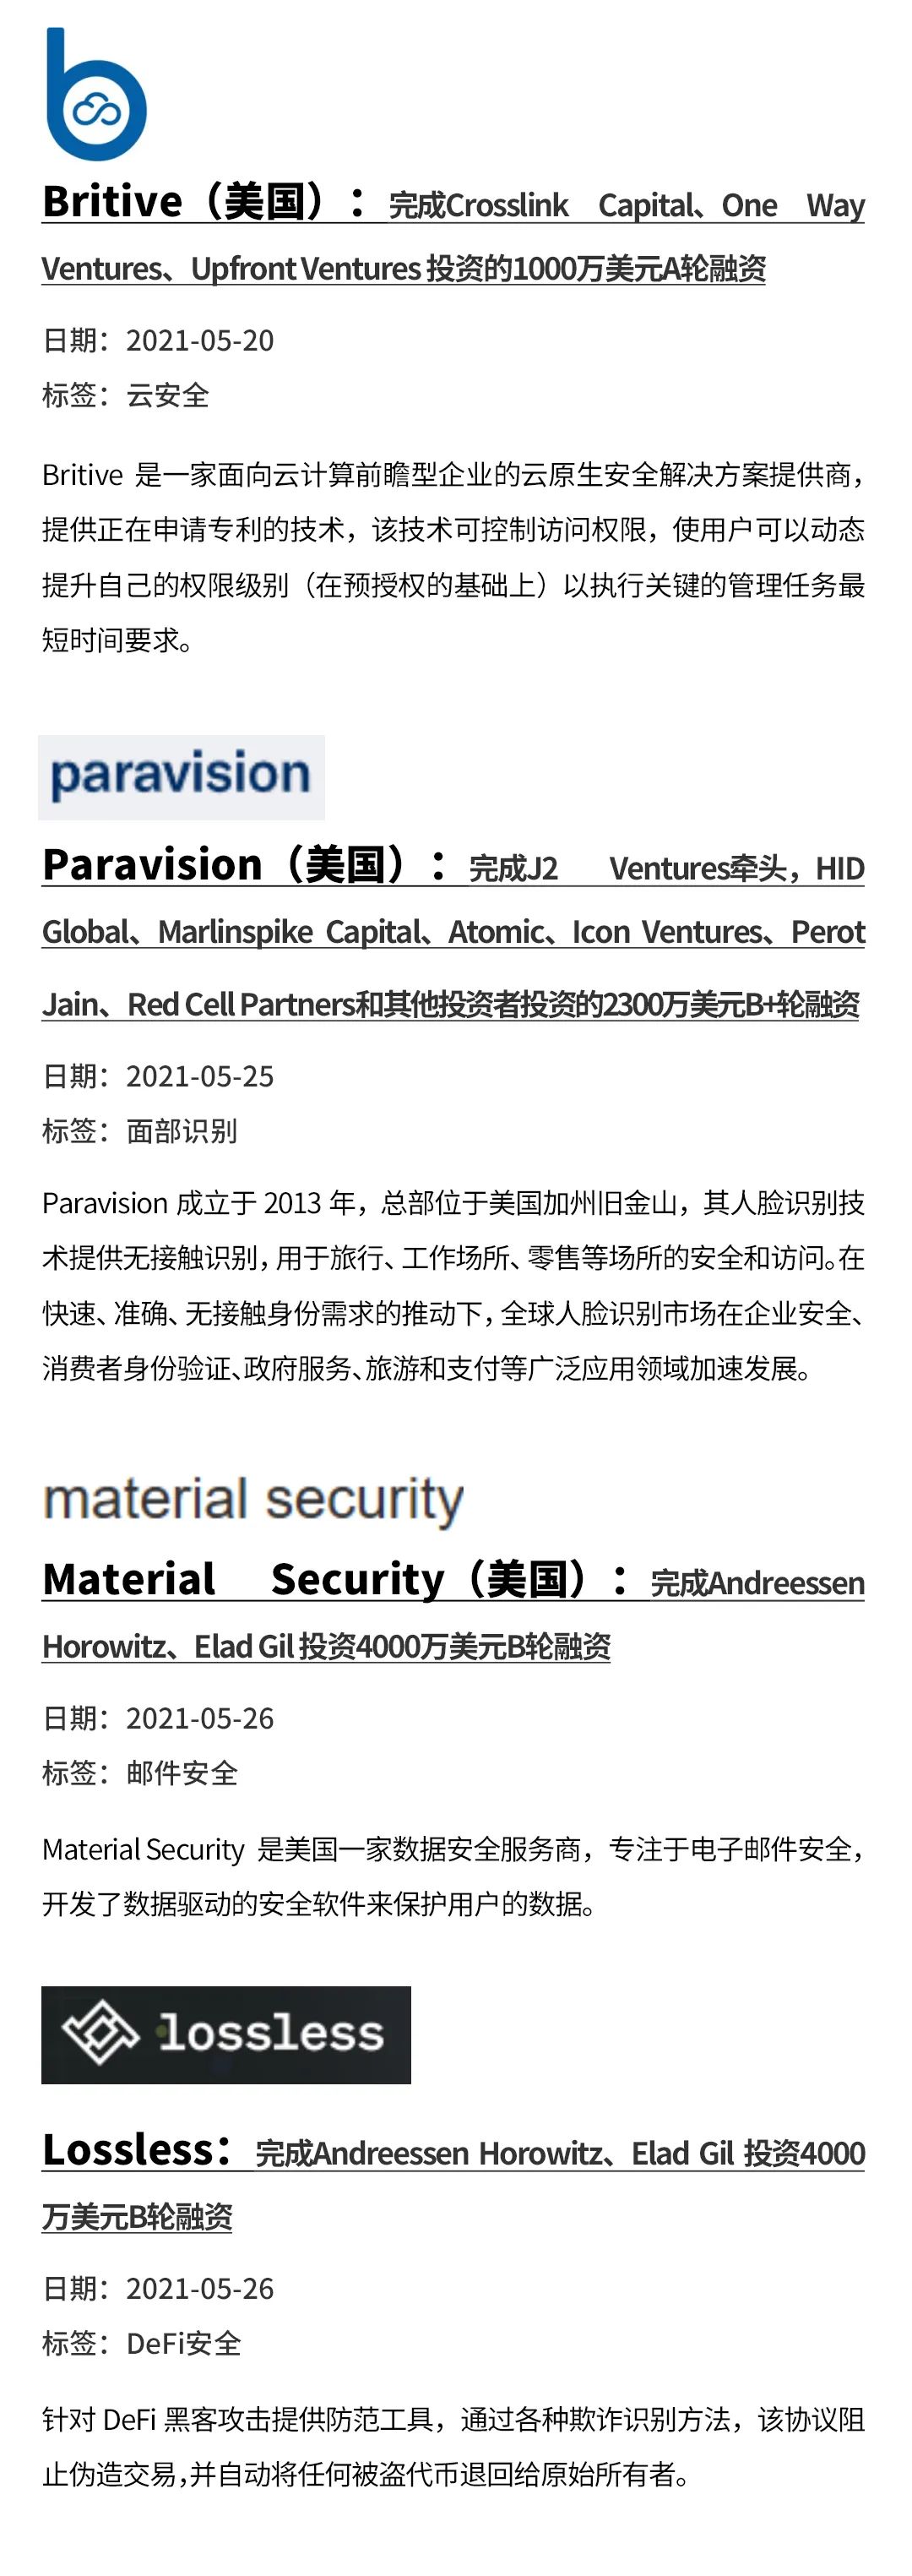 b
Britive（美国）：完成Crosslink Capital、One Way
Ventures、Upfront Ventures 投资的1000万美元A轮融资
日期：2021-05-20
标签：云安全
Britive 是一家面向云计算前瞻型企业的云原生安全解决方案提供商，
提供正在申请专利的技术，该技术可控制访问权限，使用户可以动态
提升自己的权限级别（在预授权的基础上）以执行关键的管理任务最
短时间要求。
paravision
Paravision（美国）：完成J2 Ventures牵头，HID
Global、Marlinspike Capital、Atomic、Icon Ventures、Perot
Jain、Red Cell Partners和其他投资者投资的2300万美元B+轮融资
日期：2021-05-25
标签：面部识别
Paravision 成立于 2013 年，总部位于美国加州旧金山，其人脸识别技
术提供无接触识别，用于旅行、工作场所、零售等场所的安全和访问。在
快速、准确、无接触身份需求的推动下，全球人脸识别市场在企业安全、
消费者身份验证、政府服务、旅游和支付等广泛应用领域加速发展。
material security
Material Security（美国）：完成Andreessen
Horowitz、Elad Gil 投资4000万美元B轮融资
日期：2021-05-26
标签：邮件安全
Material Security 是美国一家数据安全服务商，专注于电子邮件安全，
开发了数据驱动的安全软件来保护用户的数据。
lossless
Lossless：完成Andreessen Horowitz、Elad Gil 投资4000
万美元B轮融资
日期：2021-05-26
标签：DeFi安全
针对 DeFi 黑客攻击提供防范工具，通过各种欺诈识别方法，该协议阻
止伪造交易，并自动将任何被盗代币退回给原始所有者。